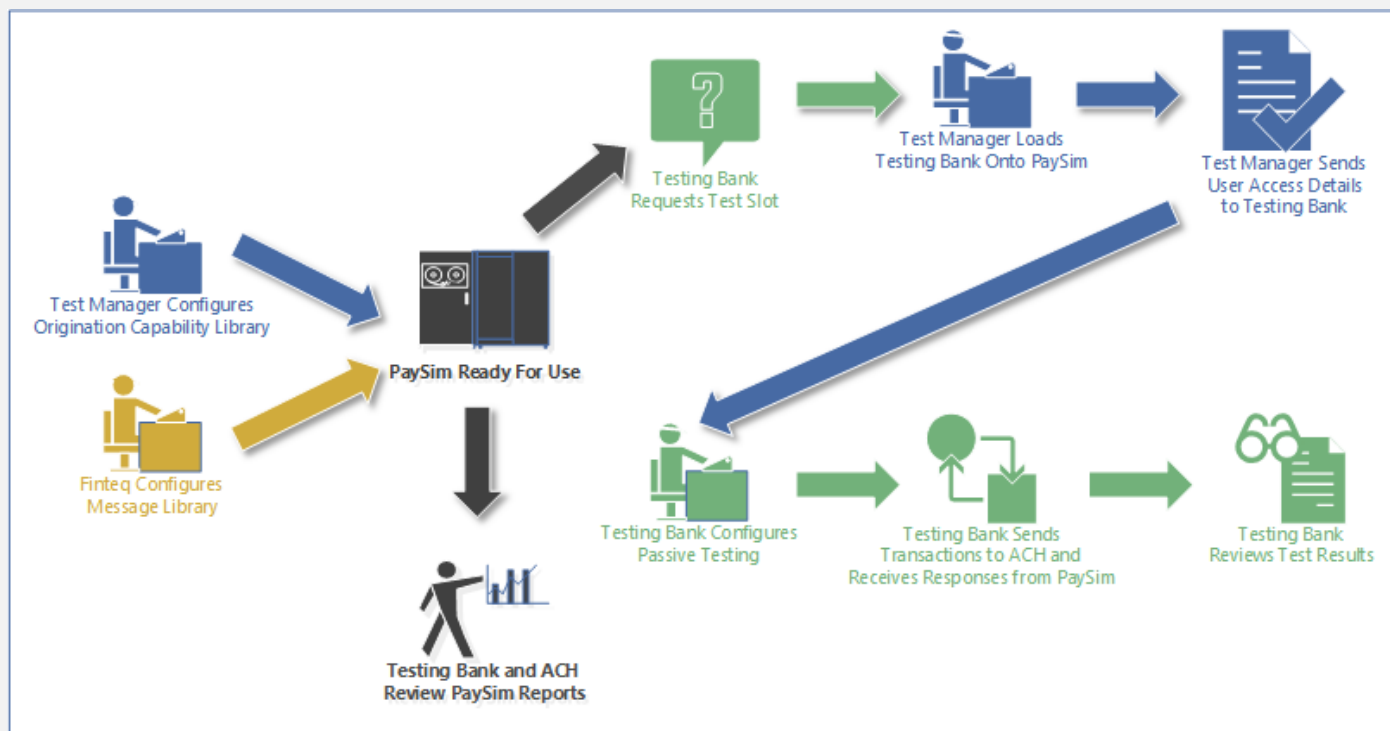 Test Manager Configures
Origination Capability Library
Finteq Configures
Message Library
PaySim Ready For Use
Testing Bank and ACH
Review PaySim Reports
?
Testing Bank
Requests Test Slot
Test Manager Loads
Testing Bank Onto PaySim
Test Manager Sends
User Access Details
to Testing Bank
Testing Bank Configures
Passive Testing
Testing Bank Sends
Transactions to ACH and
Receives Responses from PaySim
Testing Bank
Reviews Test Results